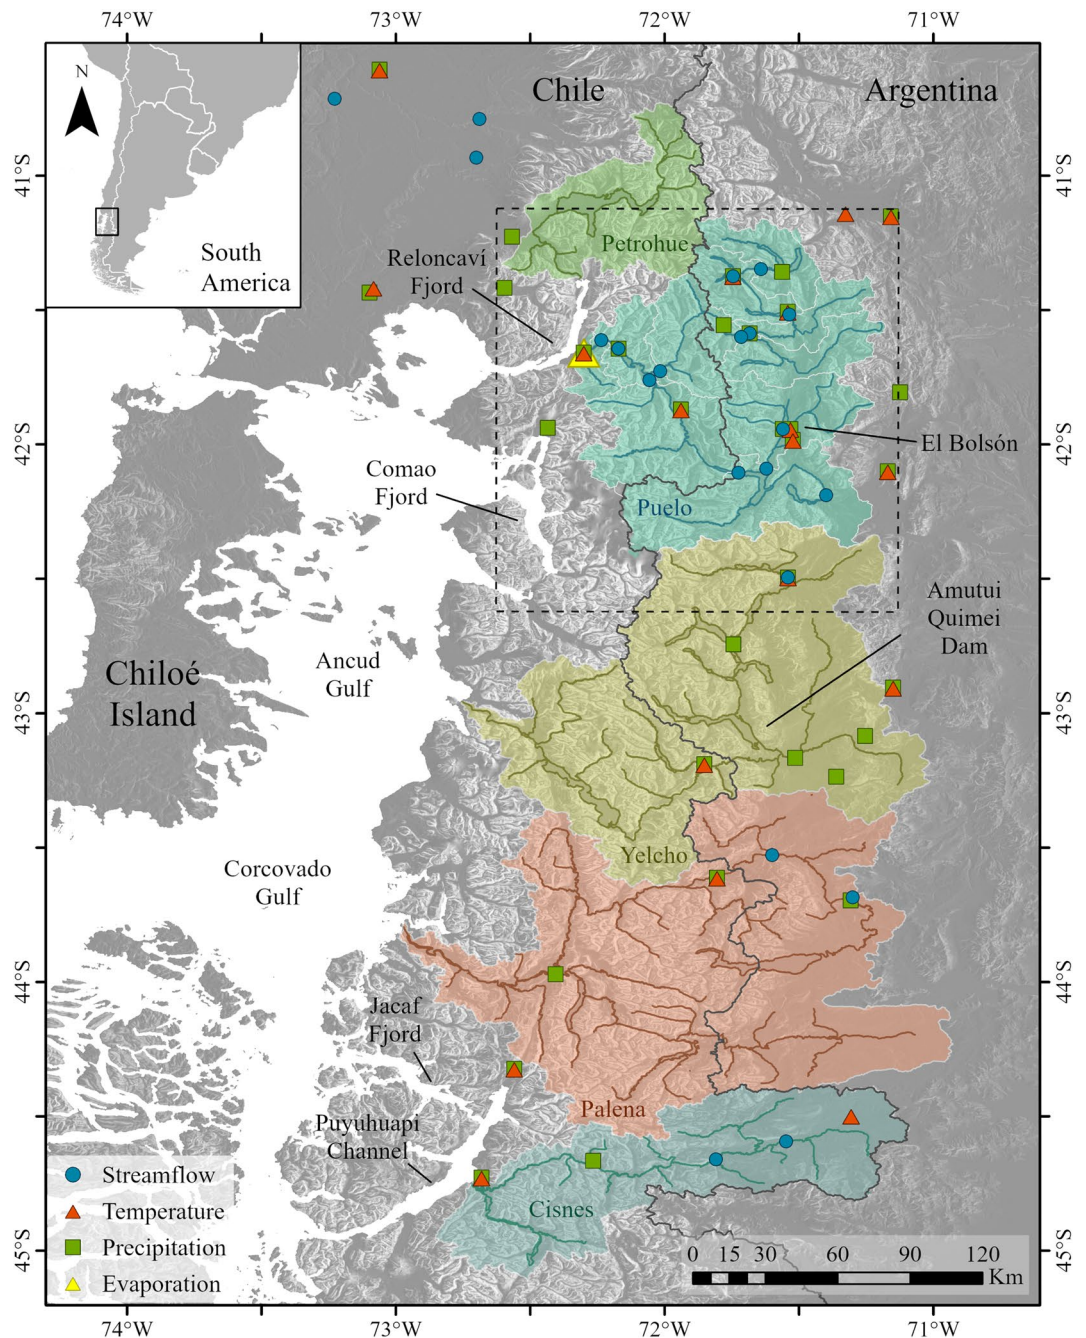 74°W
73°W
72°W
71°W
N
Chile
Argentina
41°S
41°S
South
America
Petrohue
Reloncaví
Fjord
42°S
El Bolsón
42°S
Comao
Fjord
Puelo
Amutui
Quimei
Dam
Ancud
Gulf
Chiloé
Island
43°S
43°S
Yelcho
Corcovado
Gulf
44°S
44°S
Jacaf
Fjord
Palena
Puyuhuapi
Channel
Streamflow
Temperature
Cisnes
Precipitation
45°S
45°S
0 15 30 60 90 120
Km
Evaporation
74°W
73°W
72°W
71°W